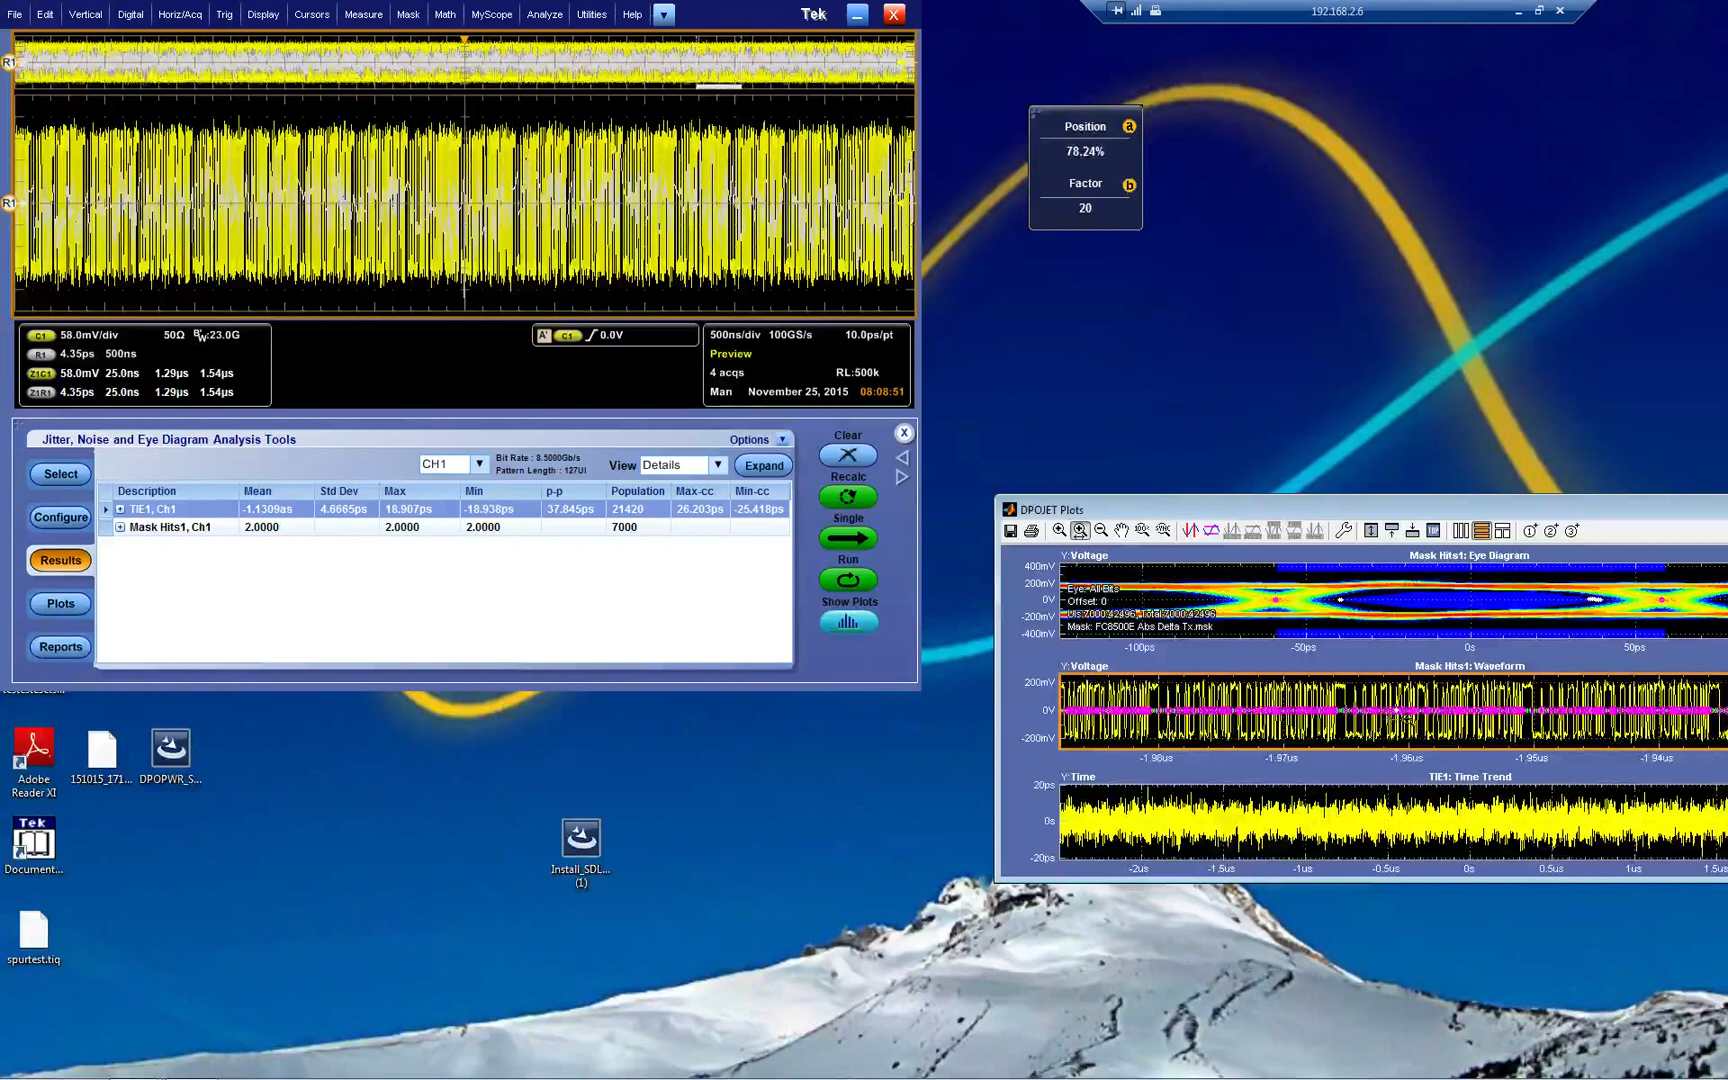 File Edit Vertical Digital Horiz/Acq Trig Display Cursors Measure Mask Math MyScope Analyze Utilities Help Tek
192.168.2.6
R1
R1
Position a
78.24%
Factor b
20
C1 58.0mV/div 50Ω BW:23.0G
R1 4.35ps 500ns
Z1C1 58.0mV 25.0ns 1.29µs 1.54µs
Z1R1 4.35ps 25.0ns 1.29µs 1.54µs
A' C1 0.0V
500ns/div 100GS/s 10.0ps/pt
Preview
4 acqs RL:500k
Man November 25, 2015 08:08:51
Jitter, Noise and Eye Diagram Analysis Tools
Options
Clear
Select
CH1
Bit Rate : 8.5000Gb/s
Pattern Length : 127UI
View Details Expand
Recalc
Description Mean Std Dev Max Min p-p Population Max-cc Min-cc
TIE1, Ch1 -1.1309as 4.6665ps 18.907ps -18.938ps 37.845ps 21420 26.203ps -25.418ps
Mask Hits1, Ch1 2.0000 2.0000 2.0000 7000
Configure
Single
Results
Run
Plots
Show Plots
Reports
DPOJET Plots
Y:Voltage Mask Hits1: Eye Diagram
400mV
200mV
0V
-200mV
-400mV
Eye: All Bits
Offset: 0
UIs:7000:42496, Total:7000:42496
Mask: FC8500E Abs Delta Tx.msk
-100ps -50ps 0s 50ps
Y:Voltage Mask Hits1: Waveform
200mV
0V
-200mV
-1.98us -1.97us -1.96us -1.95us -1.94us
Y:Time TIE1: Time Trend
20ps
0s
-20ps
-2us -1.5us -1us -0.5us 0s 0.5us 1us 1.5us
Adobe
Reader XI
151015_171...
DPOPWR_S...
Tek
Document...
Install_SDL...
(1)
spurtest.tiq